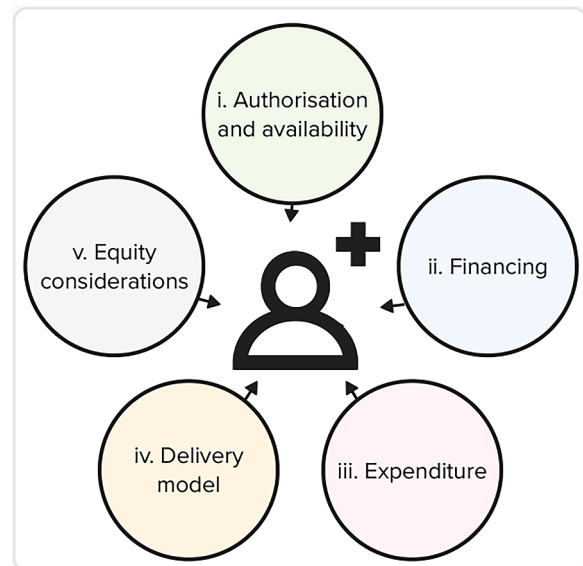 i. Authorisation
and availability
ii. Financing
iii. Expenditure
iv. Delivery
model
v. Equity
considerations